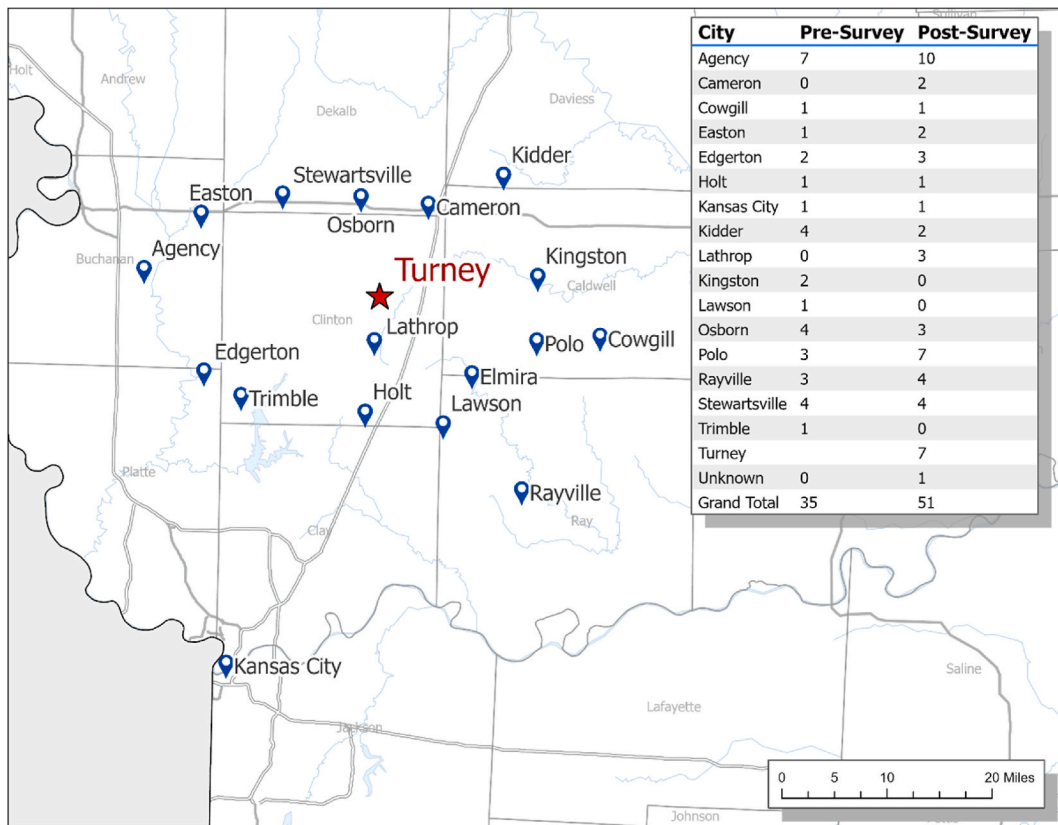 Sullivan
City Pre-Survey Post-Survey
Agency 7 10
Cameron 0 2
Cowgill 1 1
Easton 1 2
Edgerton 2 3
Holt 1 1
Kansas City 1 1
Kidder 4 2
Lathrop 0 3
Kingston 2 0
Lawson 1 0
Osborn 4 3
Polo 3 7
Rayville 3 4
Stewartsville 4 4
Trimble 1 0
Turney 7
Unknown 0 1
Grand Total 35 51
Holt
Andrew
Dekalb
Daviess
Kidder
Stewartsville
Easton
Cameron
Osborn
Agency
Buchanan
Turney
Kingston
Caldwell
Clinton
Lathrop
Polo
Cowgill
Edgerton
Elmira
Trimble
Holt
Lawson
Platte
Rayville
Ray
Clay
Kansas City
Saline
Lafayette
Jackson
0 5 10 20 Miles
Johnson